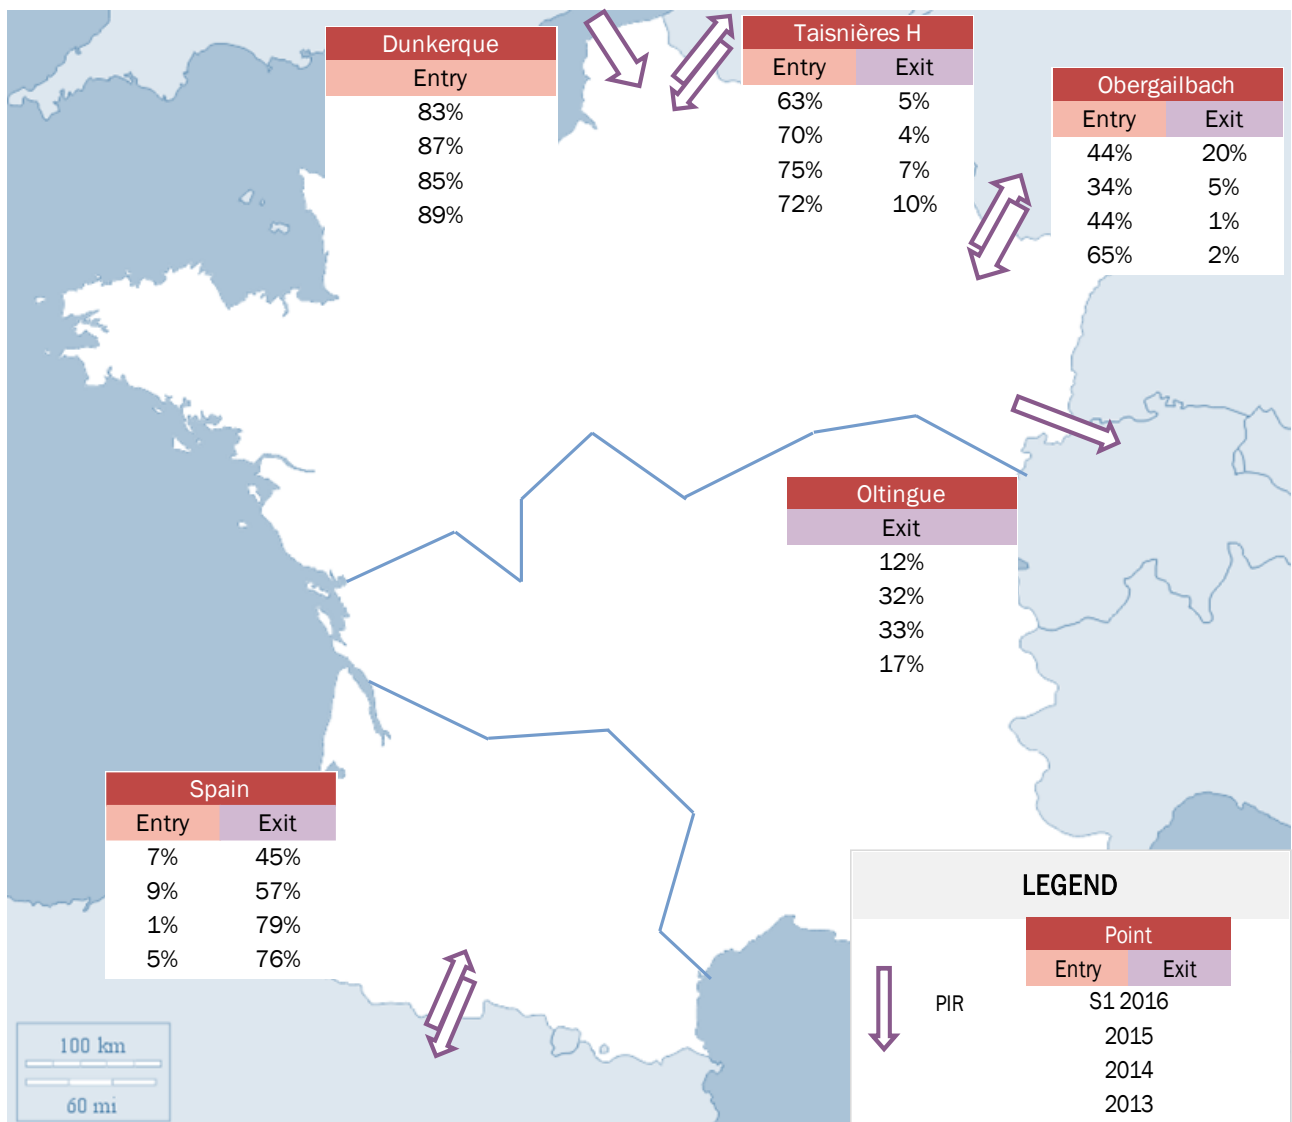 Dunkerque
Entry
83%
87%
85%
89%
Taisnières H
Entry Exit
63% 5%
70% 4%
75% 7%
72% 10%
Obergailbach
Entry Exit
44% 20%
34% 5%
44% 1%
65% 2%
Oltingue
Exit
12%
32%
33%
17%
Spain
Entry Exit
7% 45%
9% 57%
1% 79%
5% 76%
LEGEND
Point
Entry Exit
PIR
S1 2016
2015
2014
2013
100 km
60 mi